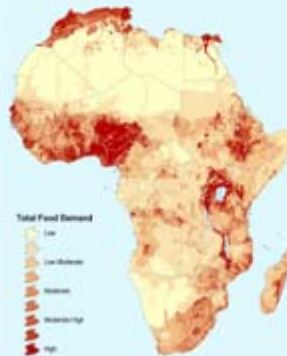 Total Food Demand
Low
Low Moderate
Moderate
Moderate High
High